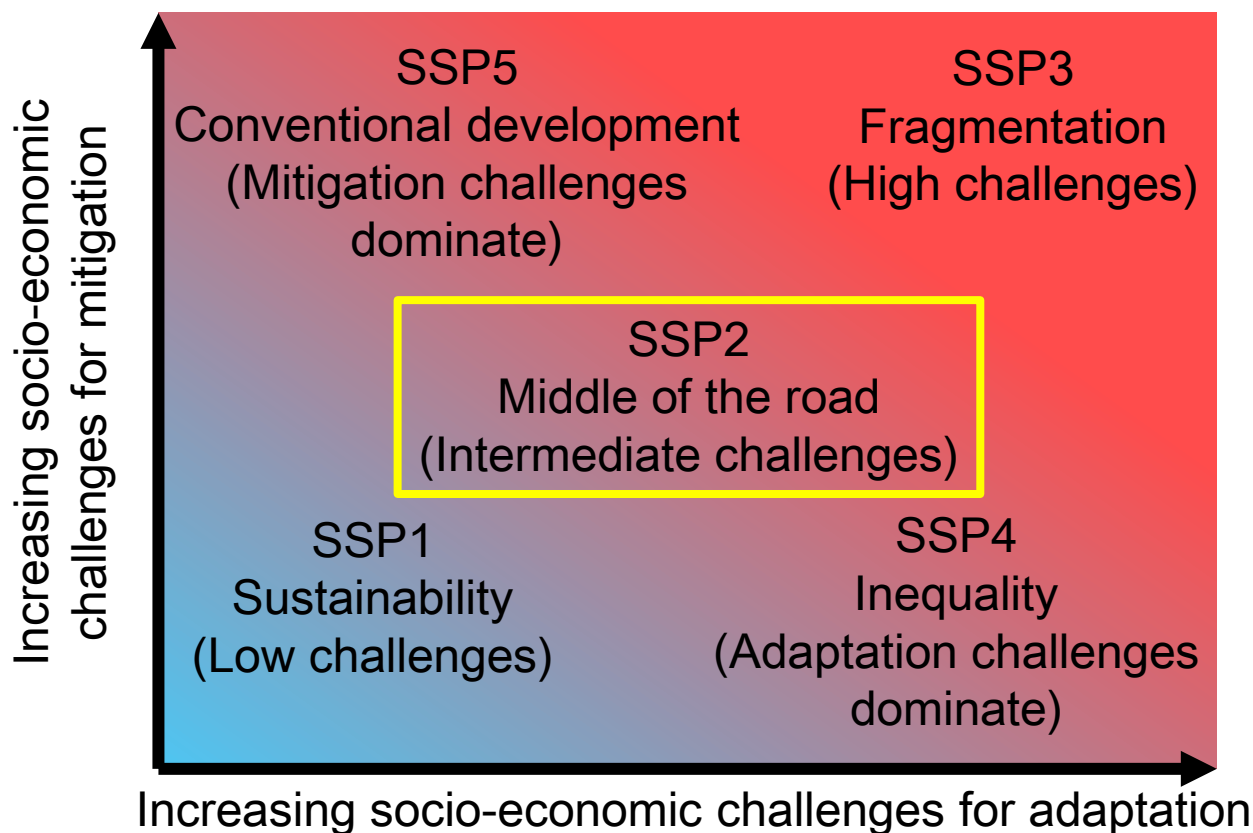 Increasing socio-economic
challenges for mitigation
SSP5
Conventional development
(Mitigation challenges
dominate)
SSP3
Fragmentation
(High challenges)
SSP2
Middle of the road
(Intermediate challenges)
SSP1
Sustainability
(Low challenges)
SSP4
Inequality
(Adaptation challenges
dominate)
Increasing socio-economic challenges for adaptation